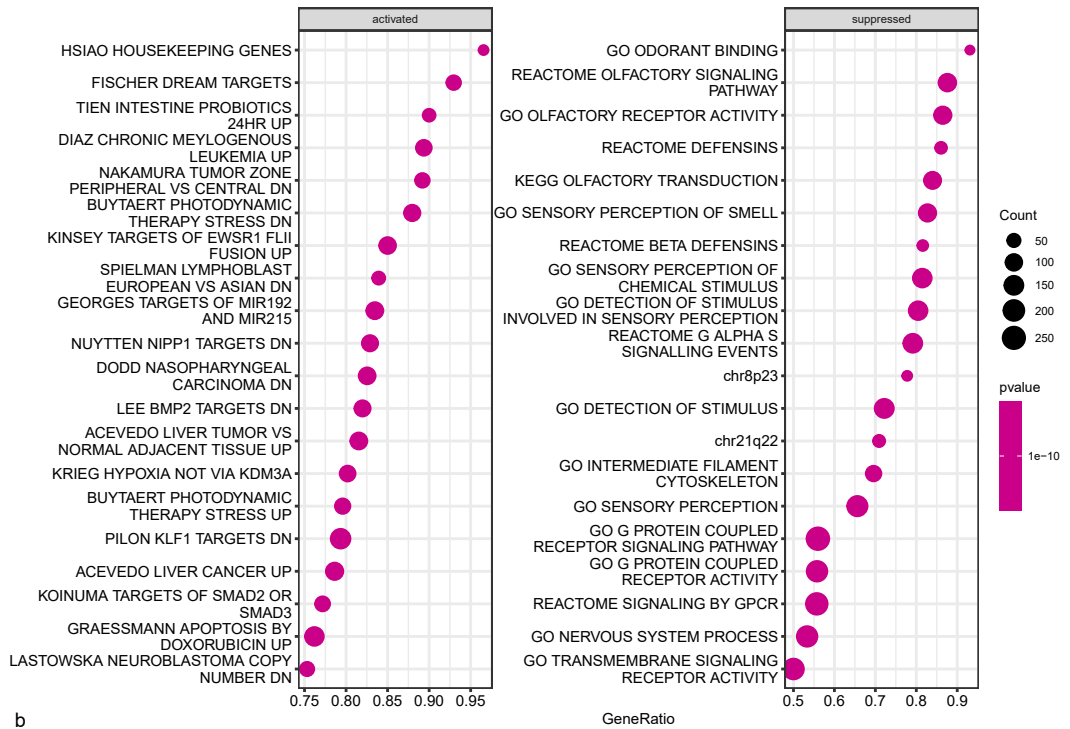 activated
HSIAO HOUSEKEEPING GENES
FISCHER DREAM TARGETS
TIEN INTESTINE PROBIOTICS
24HR UP
DIAZ CHRONIC MEYLOGENOUS
LEUKEMIA UP
NAKAMURA TUMOR ZONE
PERIPHERAL VS CENTRAL DN
BUYTAERT PHOTODYNAMIC
THERAPY STRESS DN
KINSEY TARGETS OF EWSR1 FLII
FUSION UP
SPIELMAN LYMPHOBLAST
EUROPEAN VS ASIAN DN
GEORGES TARGETS OF MIR192
AND MIR215
NUYTTEN NIPP1 TARGETS DN
DODD NASOPHARYNGEAL
CARCINOMA DN
LEE BMP2 TARGETS DN
ACEVEDO LIVER TUMOR VS
NORMAL ADJACENT TISSUE UP
KRIEG HYPOXIA NOT VIA KDM3A
BUYTAERT PHOTODYNAMIC
THERAPY STRESS UP
PILON KLF1 TARGETS DN
ACEVEDO LIVER CANCER UP
KOINUMA TARGETS OF SMAD2 OR
SMAD3
GRAESSMANN APOPTOSIS BY
DOXORUBICIN UP
LASTOWSKA NEUROBLASTOMA COPY
NUMBER DN
0.75 0.80 0.85 0.90 0.95
suppressed
GO ODORANT BINDING
REACTOME OLFACTORY SIGNALING
PATHWAY
GO OLFACTORY RECEPTOR ACTIVITY
REACTOME DEFENSINS
KEGG OLFACTORY TRANSDUCTION
GO SENSORY PERCEPTION OF SMELL
REACTOME BETA DEFENSINS
GO SENSORY PERCEPTION OF
CHEMICAL STIMULUS
GO DETECTION OF STIMULUS
INVOLVED IN SENSORY PERCEPTION
REACTOME G ALPHA S
SIGNALLING EVENTS
chr8p23
GO DETECTION OF STIMULUS
chr21q22
GO INTERMEDIATE FILAMENT
CYTOSKELETON
GO SENSORY PERCEPTION
GO G PROTEIN COUPLED
RECEPTOR SIGNALING PATHWAY
GO G PROTEIN COUPLED
RECEPTOR ACTIVITY
REACTOME SIGNALING BY GPCR
GO NERVOUS SYSTEM PROCESS
GO TRANSMEMBRANE SIGNALING
RECEPTOR ACTIVITY
0.5 0.6 0.7 0.8 0.9
GeneRatio
Count
50
100
150
200
250
pvalue
1e−10
b